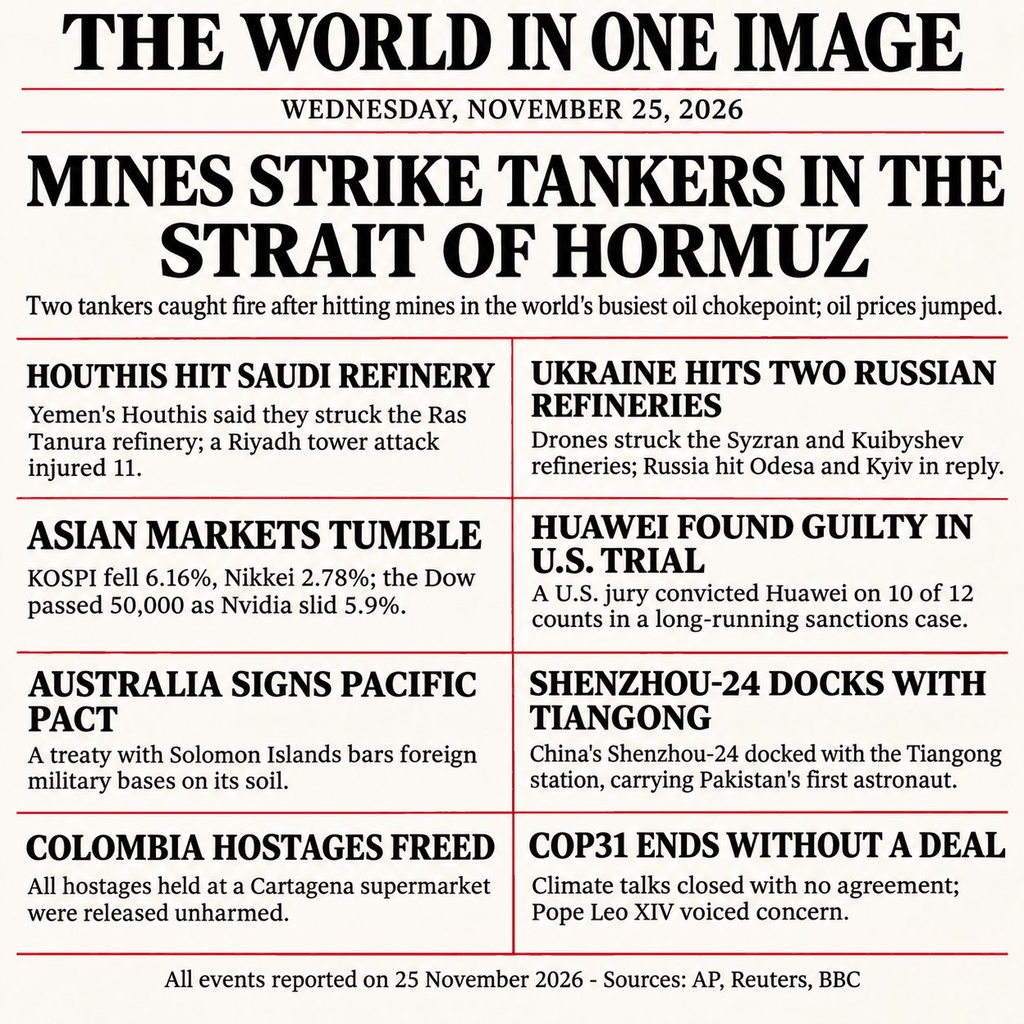 THE WORLD IN ONE IMAGE
WEDNESDAY, NOVEMBER 25, 2026
MINES STRIKE TANKERS IN THE
STRAIT OF HORMUZ
Two tankers caught fire after hitting mines in the world's busiest oil chokepoint; oil prices jumped.
HOUTHIS HIT SAUDI REFINERY
Yemen's Houthis said they struck the Ras
Tanura refinery; a Riyadh tower attack
injured 11.
UKRAINE HITS TWO RUSSIAN
REFINERIES
Drones struck the Syzran and Kuibyshev
refineries; Russia hit Odesa and Kyiv in reply.
ASIAN MARKETS TUMBLE
KOSPI fell 6.16%, Nikkei 2.78%; the Dow
passed 50,000 as Nvidia slid 5.9%.
HUAWEI FOUND GUILTY IN
U.S. TRIAL
A U.S. jury convicted Huawei on 10 of 12
counts in a long-running sanctions case.
AUSTRALIA SIGNS PACIFIC
PACT
A treaty with Solomon Islands bars foreign
military bases on its soil.
SHENZHOU-24 DOCKS WITH
TIANGONG
China's Shenzhou-24 docked with the Tiangong
station, carrying Pakistan's first astronaut.
COLOMBIA HOSTAGES FREED
All hostages held at a Cartagena supermarket
were released unharmed.
COP31 ENDS WITHOUT A DEAL
Climate talks closed with no agreement;
Pope Leo XIV voiced concern.
All events reported on 25 November 2026 - Sources: AP, Reuters, BBC